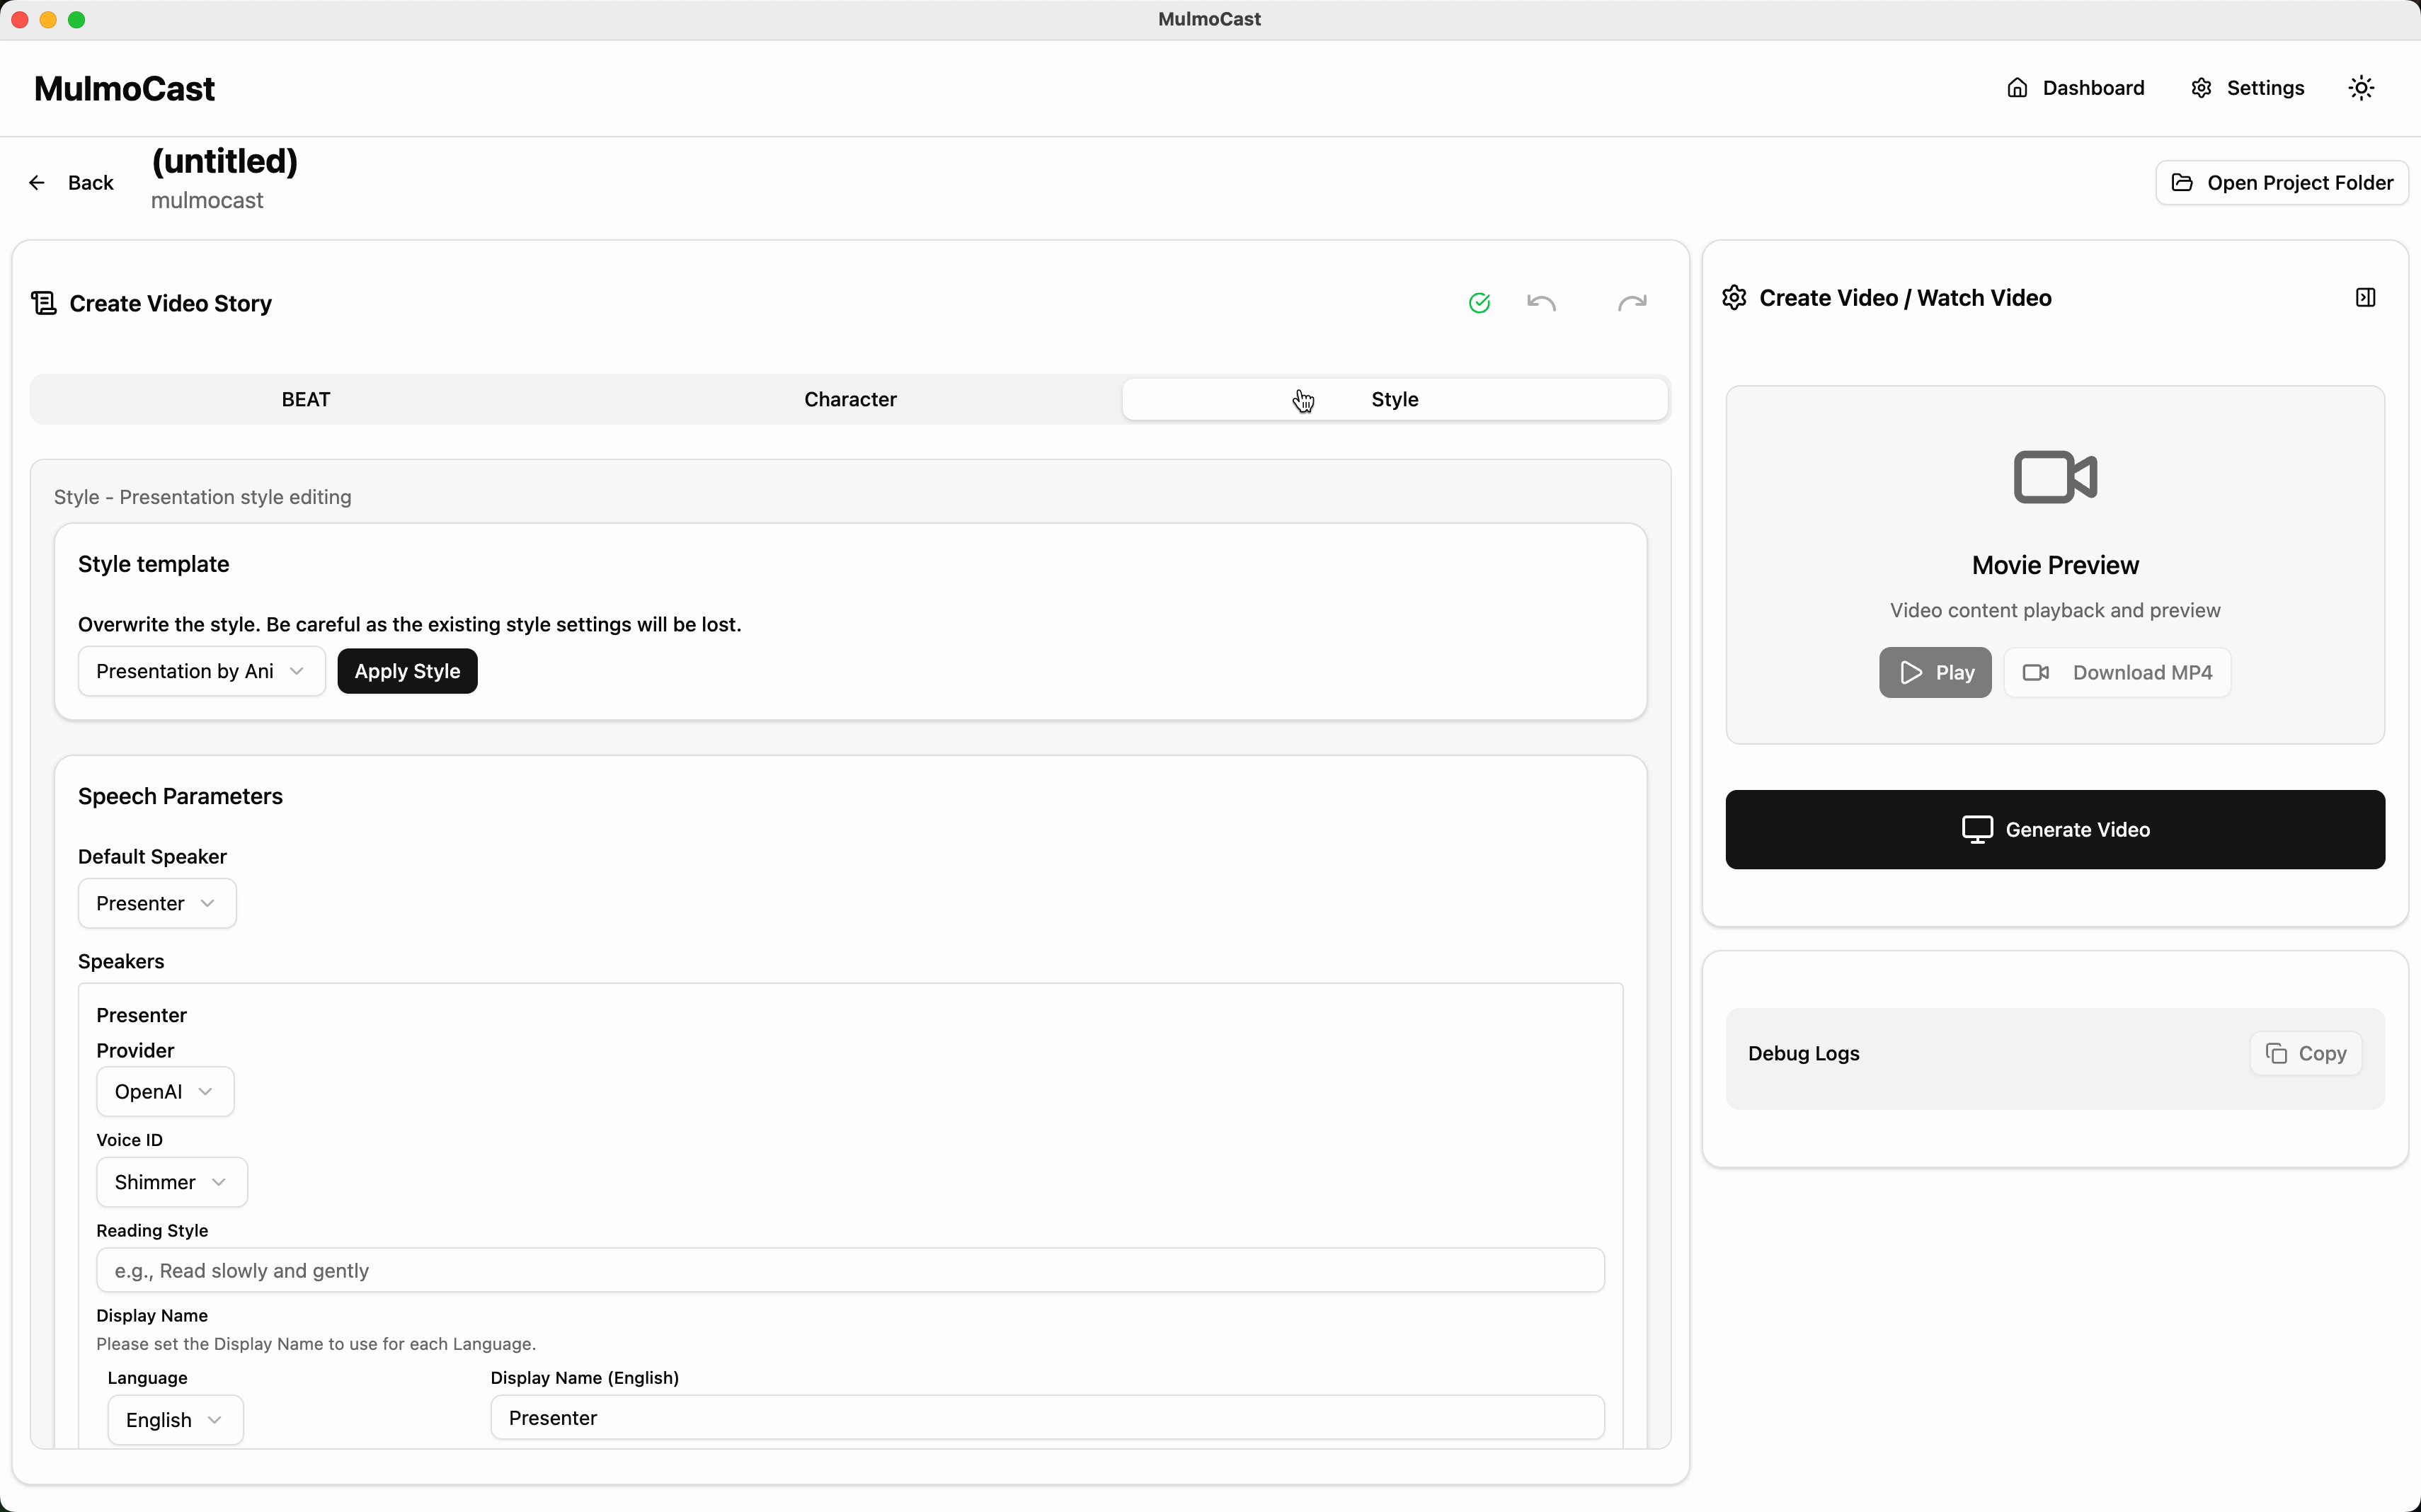 MulmoCast
MulmoCast
Dashboard
Settings
Back
(untitled)
mulmocast
Open Project Folder
Create Video Story
BEAT
Character
Style
Style - Presentation style editing
Style template
Overwrite the style. Be careful as the existing style settings will be lost.
Presentation by Ani
Apply Style
Speech Parameters
Default Speaker
Presenter
Speakers
Presenter
Provider
OpenAI
Voice ID
Shimmer
Reading Style
e.g., Read slowly and gently
Display Name
Please set the Display Name to use for each Language.
Language
Display Name (English)
English
Presenter
Create Video / Watch Video
Movie Preview
Video content playback and preview
Play
Download MP4
Generate Video
Debug Logs
Copy